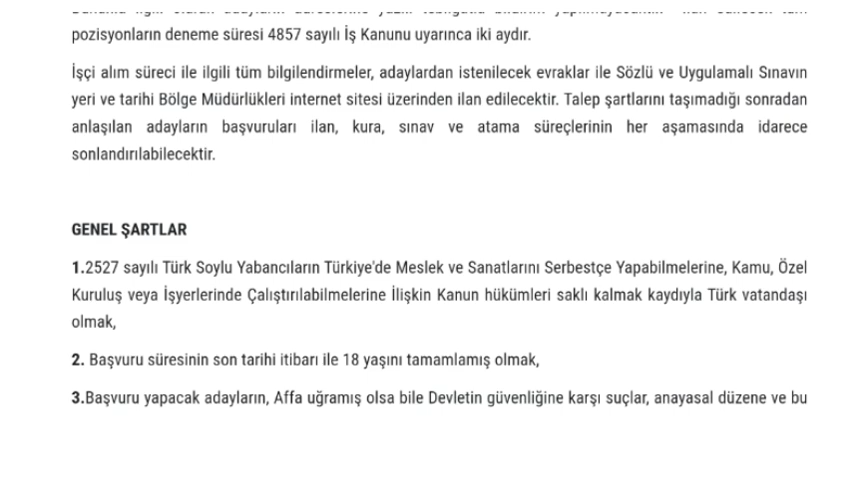 pozisyonların deneme süresi 4857 sayılı İş Kanunu uyarınca iki aydır.
İşçi alım süreci ile ilgili tüm bilgilendirmeler, adaylardan istenilecek evraklar ile Sözlü ve Uygulamalı Sınavın
yeri ve tarihi Bölge Müdürlükleri internet sitesi üzerinden ilan edilecektir. Talep şartlarını taşımadığı sonradan
anlaşılan adayların başvuruları ilan, kura, sınav ve atama süreçlerinin her aşamasında idarece
sonlandırılabilecektir.
GENEL ŞARTLAR
1.2527 sayılı Türk Soylu Yabancıların Türkiye'de Meslek ve Sanatlarını Serbestçe Yapabilmelerine, Kamu, Özel
Kuruluş veya İşyerlerinde Çalıştırılabilmelerine İlişkin Kanun hükümleri saklı kalmak kaydıyla Türk vatandaşı
olmak,
2. Başvuru süresinin son tarihi itibarı ile 18 yaşını tamamlamış olmak,
3.Başvuru yapacak adayların, Affa uğramış olsa bile Devletin güvenliğine karşı suçlar, anayasal düzene ve bu